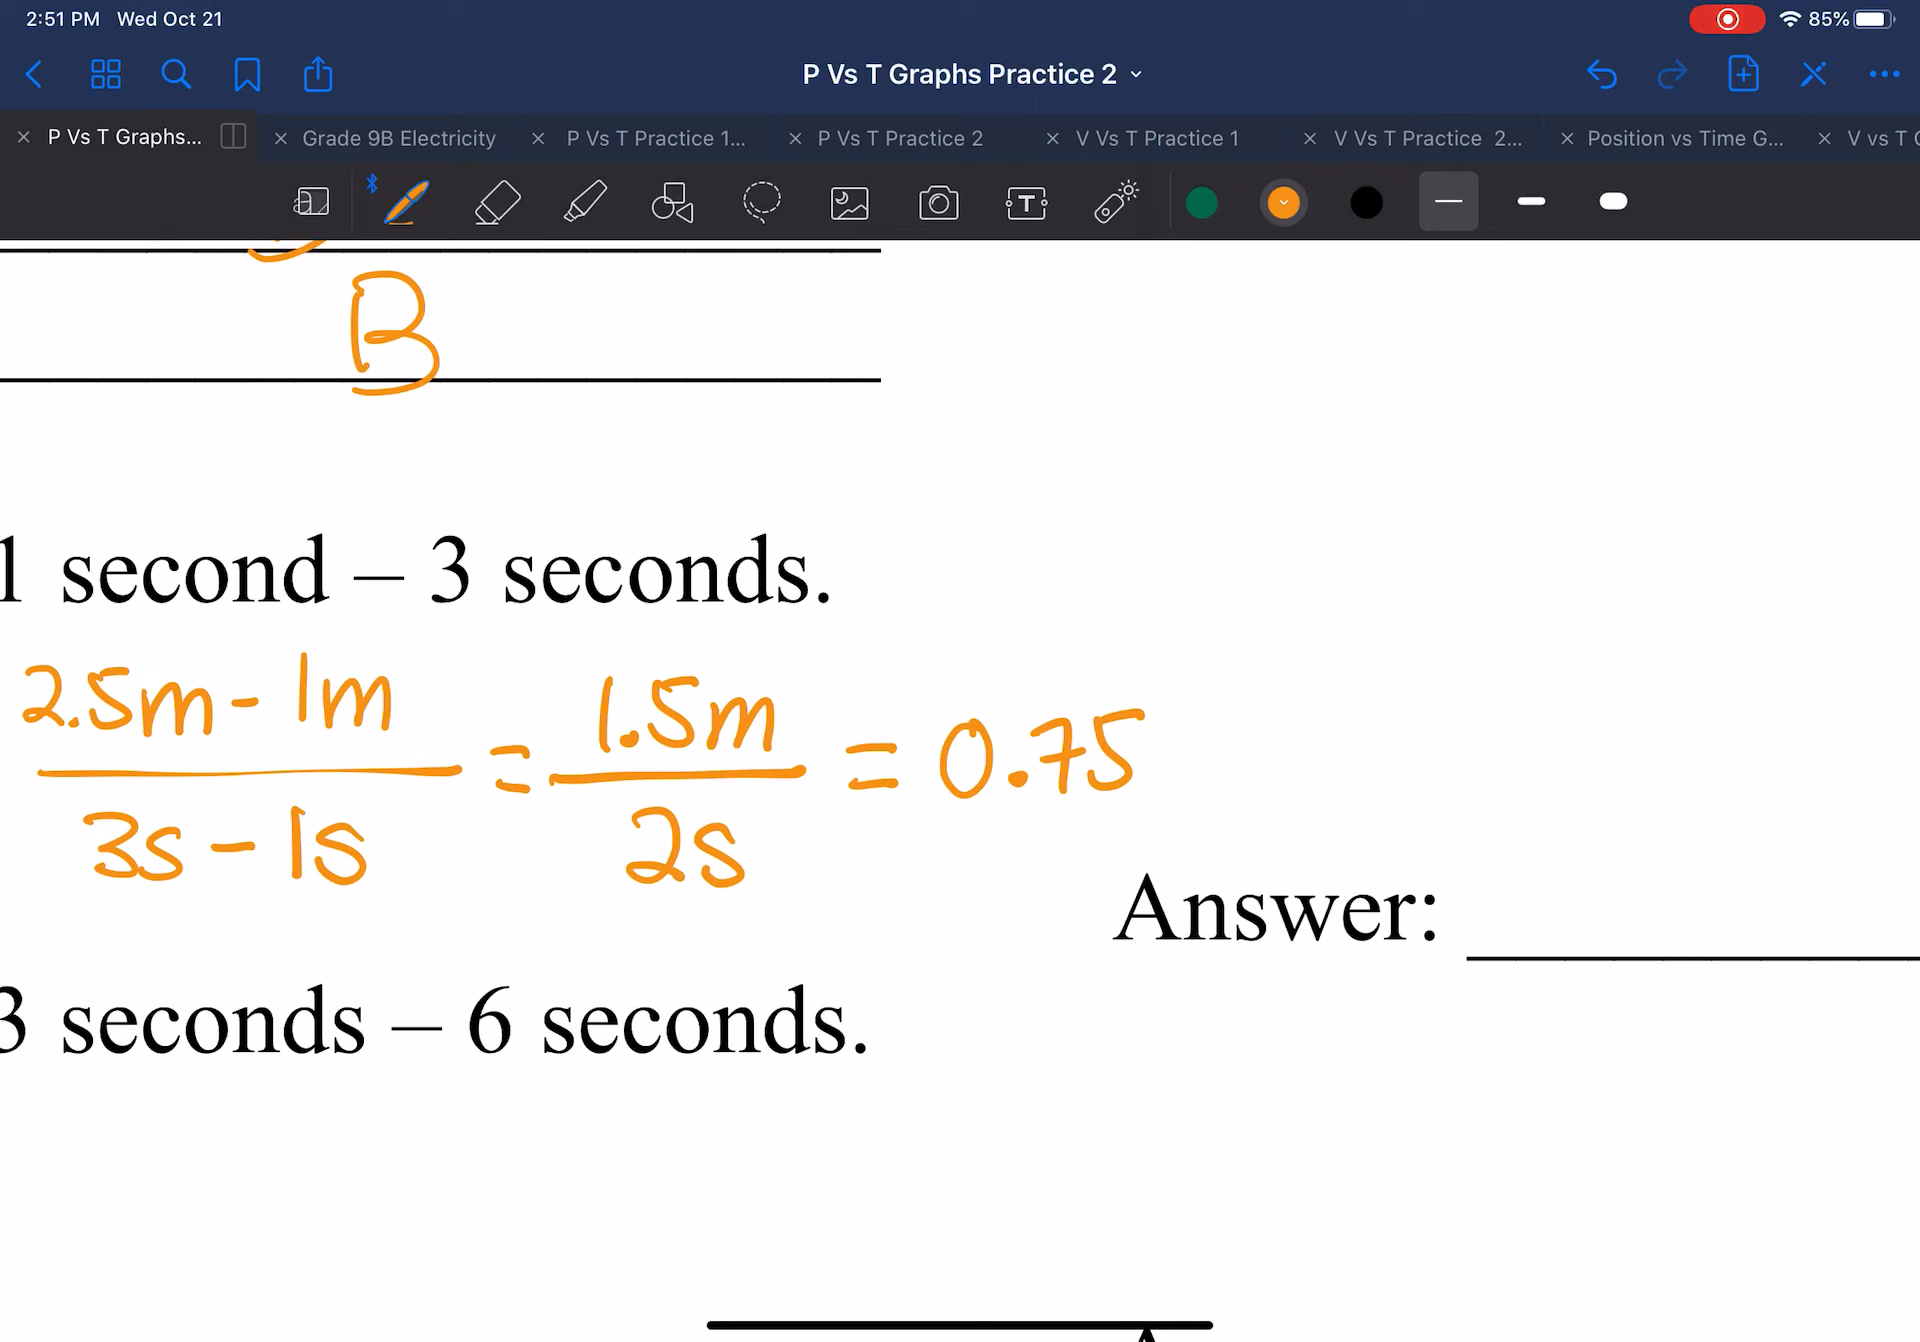 2:51 PM Wed Oct 21 85%
P Vs T Graphs Practice 2
P Vs T Graphs... Grade 9B Electricity P Vs T Practice 1... P Vs T Practice 2 V Vs T Practice 1 V Vs T Practice 2... Position vs Time G... V vs T
B
1 second – 3 seconds.
2.5m - 1m
3s - 1s
= 1.5m
2s
= 0.75
Answer:
3 seconds – 6 seconds.